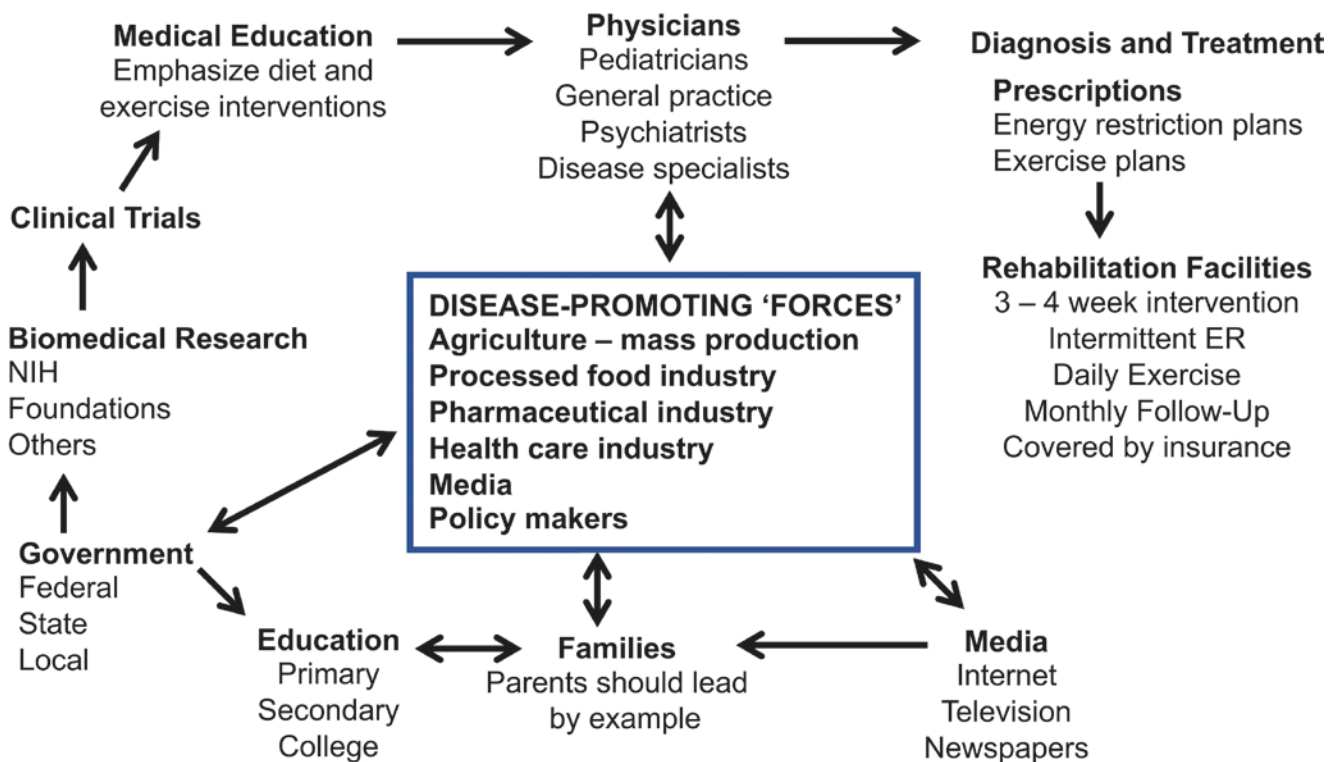 Medical Education
Emphasize diet and
exercise interventions
Physicians
Pediatricians
General practice
Psychiatrists
Disease specialists
Diagnosis and Treatment
Prescriptions
Energy restriction plans
Exercise plans
Clinical Trials
Biomedical Research
NIH
Foundations
Others
DISEASE-PROMOTING ‘FORCES’
Agriculture – mass production
Processed food industry
Pharmaceutical industry
Health care industry
Media
Policy makers
Rehabilitation Facilities
3 – 4 week intervention
Intermittent ER
Daily Exercise
Monthly Follow-Up
Covered by insurance
Government
Federal
State
Local
Education
Primary
Secondary
College
Families
Parents should lead
by example
Media
Internet
Television
Newspapers